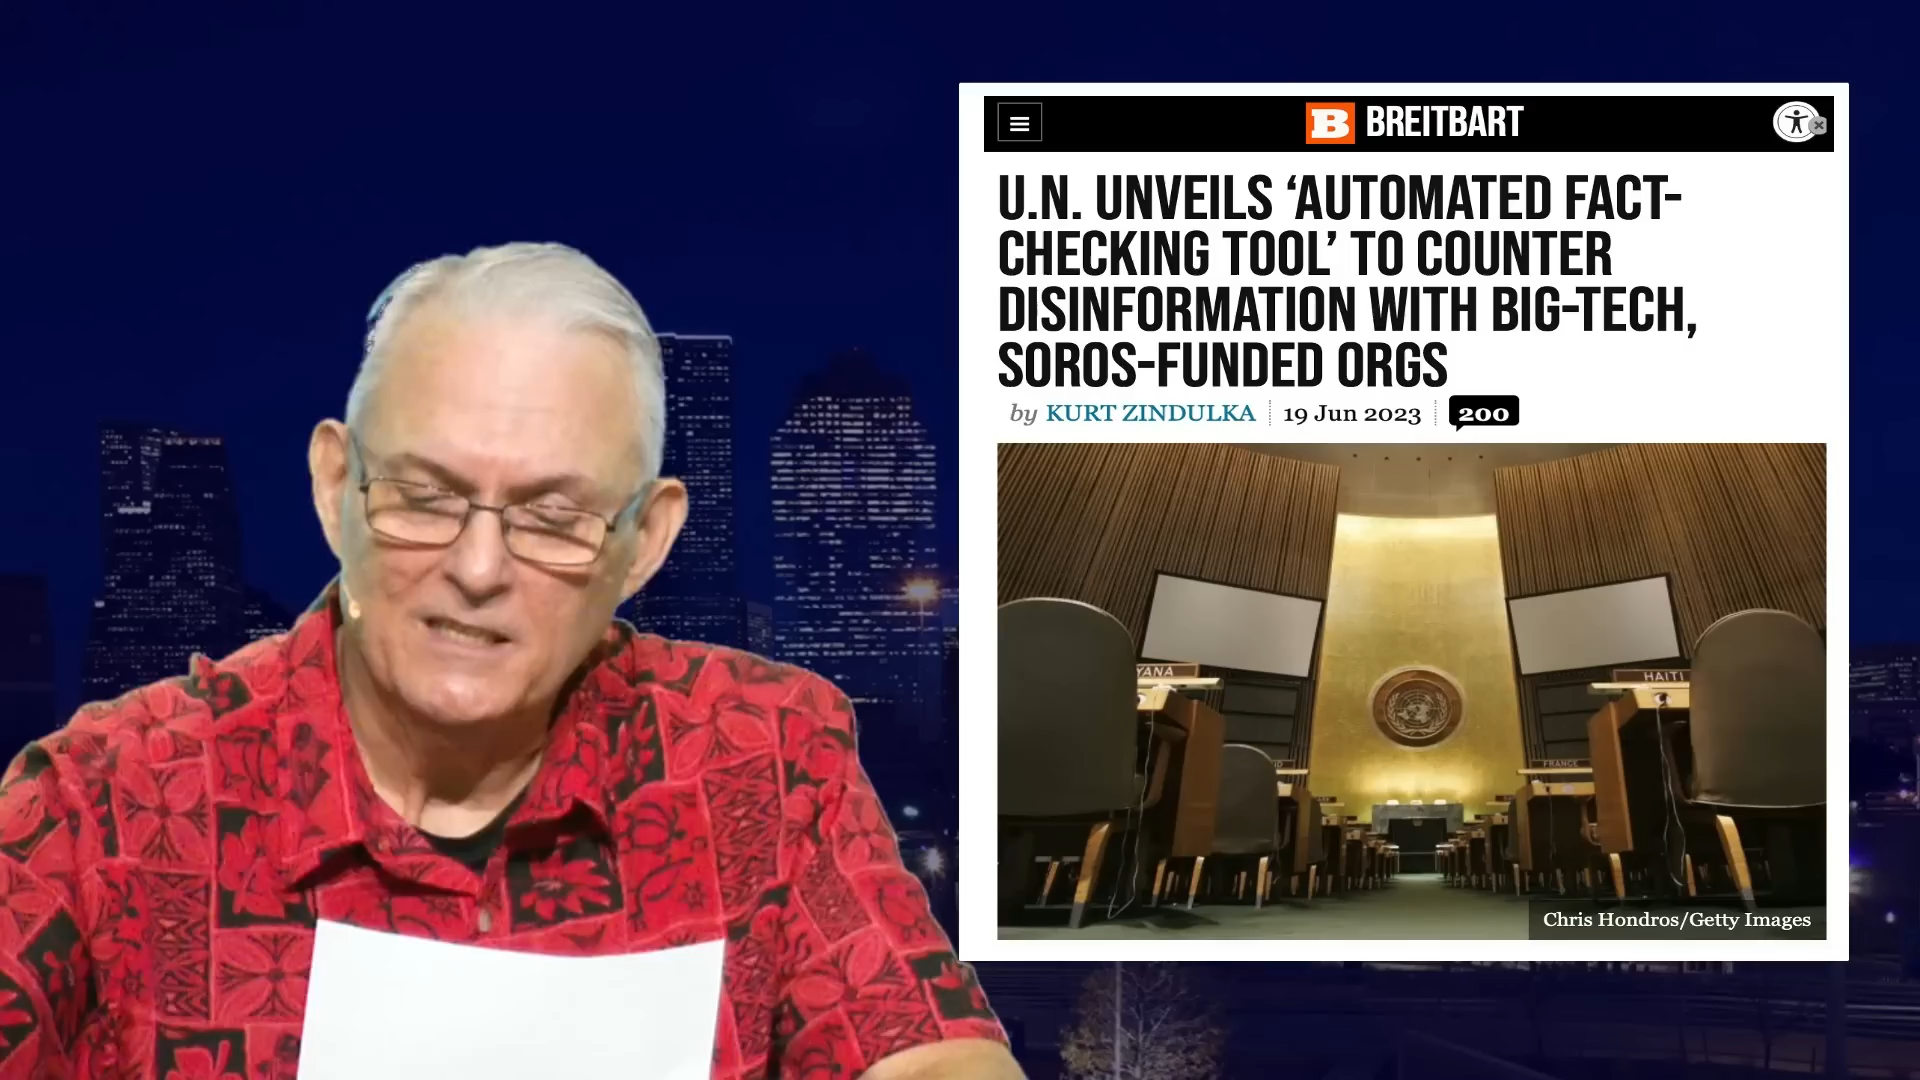 BREITBART
U.N. UNVEILS ‘AUTOMATED FACT-
CHECKING TOOL’ TO COUNTER
DISINFORMATION WITH BIG-TECH,
SOROS-FUNDED ORGS
by KURT ZINDULKA 19 Jun 2023 200
YANA
HAITI
FRANCE
Chris Hondros/Getty Images